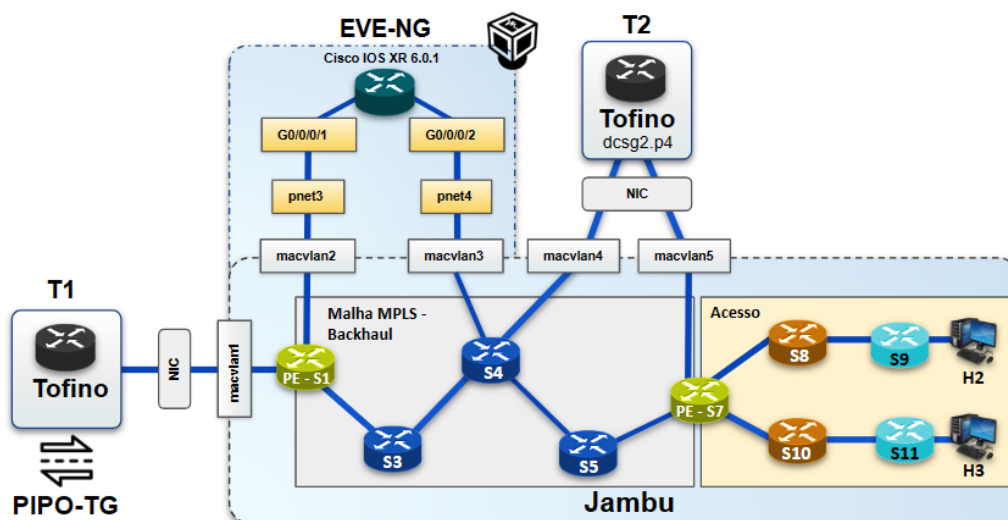 EVE-NG
T2
Cisco IOS XR 6.0.1
Tofino
dcsg2.p4
G0/0/0/1
G0/0/0/2
pnet3
pnet4
NIC
macvlan2
macvlan3
macvlan4
macvlan5
T1
Tofino
NIC
macvlan1
Malha MPLS -
Backhaul
Acesso
PE - S1
S4
S3
S5
PE - S7
S8
S9
H2
S10
S11
H3
PIPO-TG
Jambu